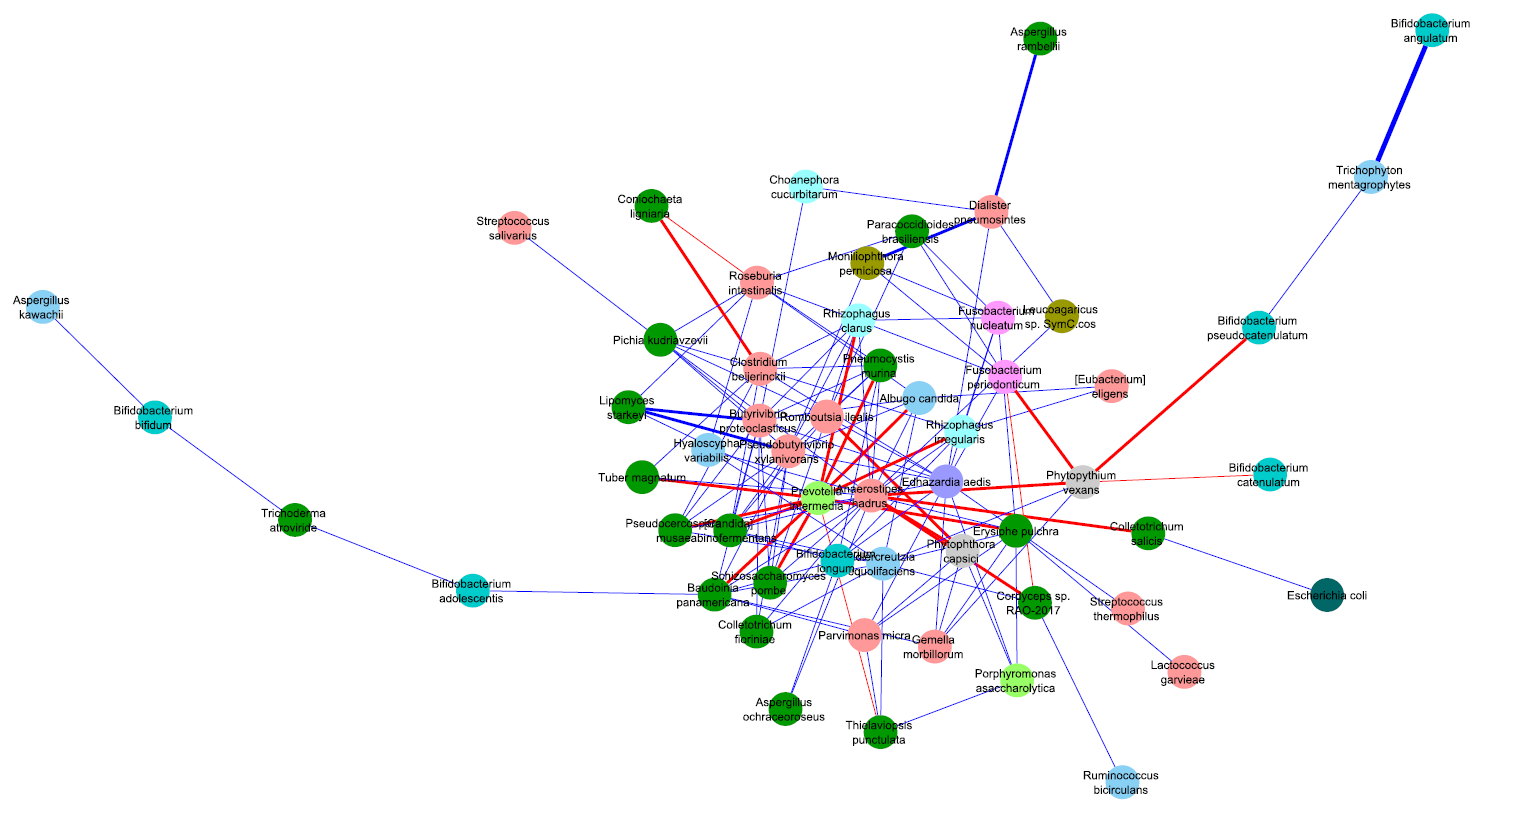 Bifidobacterium
angulatum
Aspergillus
rambellii
Trichophyton
mentagrophytes
Choanephora
cucurbitarum
Coniochaeta
ligniaria
Dialister
pneumosintes
Streptococcus
salivarius
Paracoccidioides
brasiliensis
Moniliophthora
perniciosa
Roseburia
intestinalis
Aspergillus
kawachii
Rhizophagus
clarus
Fusobacterium
nucleatum
Leucoagaricus
sp. SymC.cos
Bifidobacterium
pseudocatenulatum
Pichia kudriavzevii
Clostridium
beijerinckii
Pneumocystis
murina
Fusobacterium
periodonticum
[Eubacterium]
eligens
Albugo candida
Lipomyces
starkeyi
Bifidobacterium
bifidum
Butyrivibrio
proteoclasticus
Romboutsia ilealis
Rhizophagus
irregularis
Hyaloscypha
variabilis
Pseudobutyrivibrio
xylanivorans
Tuber magnatum
Prevotella
intermedia
Anaerostipes
hadrus
Edhazardia aedis
Phytopythium
vexans
Bifidobacterium
catenulatum
Trichoderma
atroviride
Pseudocercospora
musae
[Candida]
Erysiphe pulchra
Colletotrichum
salicis
Phytophthora
capsici
Bifidobacterium
longum
Bifidobacterium
adolescentis
Schizosaccharomyces
pombe
Baudoinia
panamericana
Cordyceps sp.
RAO-2017
Streptococcus
thermophilus
Escherichia coli
Colletotrichum
fioriniae
Parvimonas micra
Gemella
morbillorum
Lactococcus
garvieae
Porphyromonas
asaccharolytica
Aspergillus
ochraceoroseus
Thielaviopsis
punctulata
Ruminococcus
bicirculans